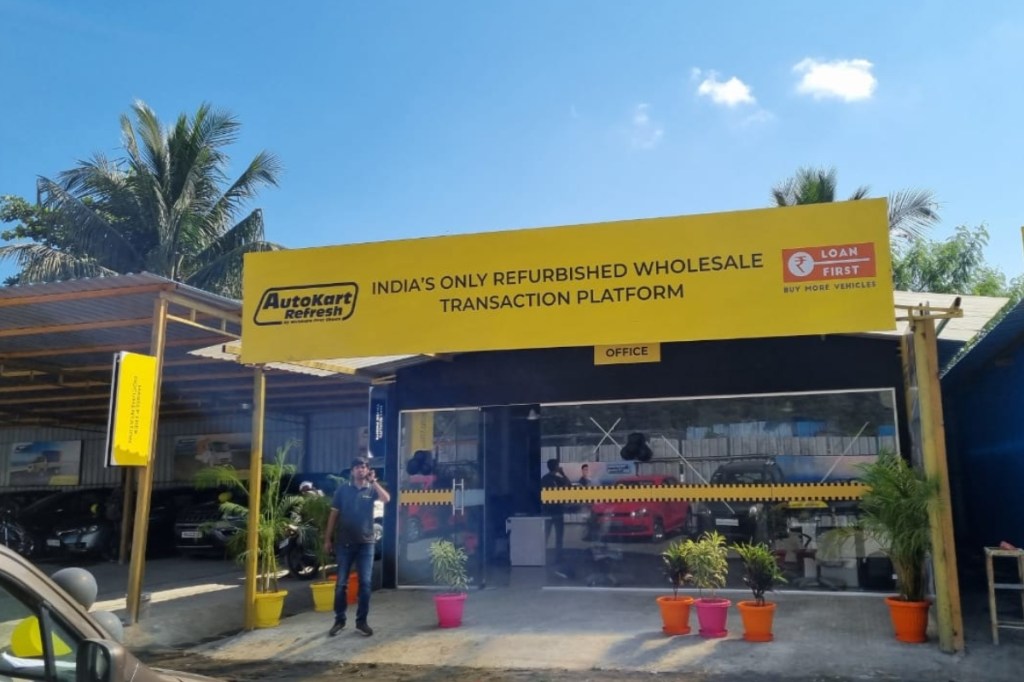 AutoKart
Refresh
INDIA'S ONLY REFURBISHED WHOLESALE
TRANSACTION PLATFORM
LOAN
FIRST
BUY MORE VEHICLES
OFFICE